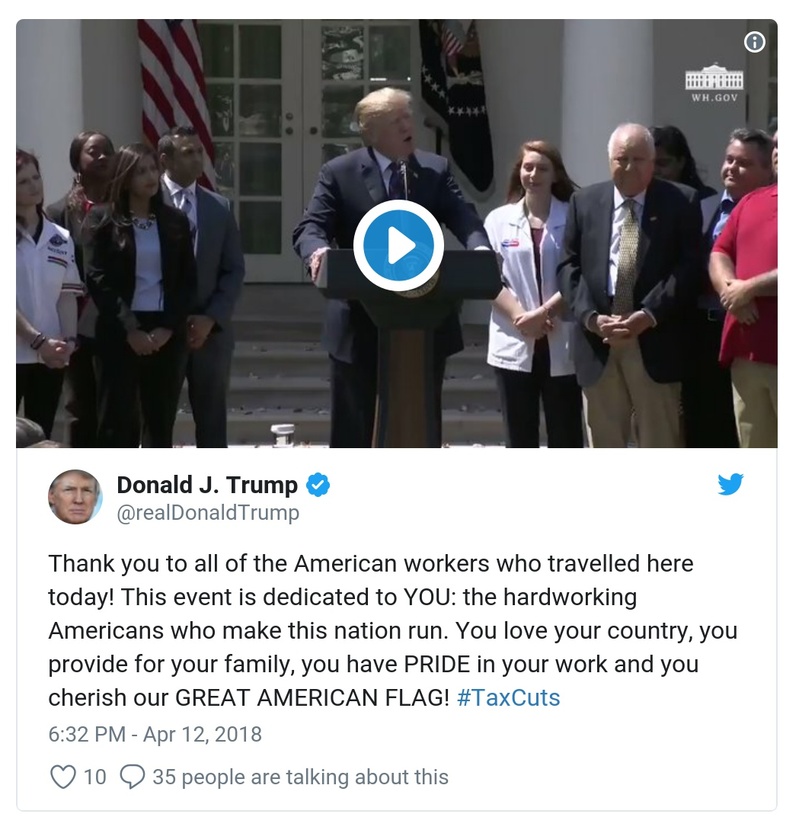 WH.GOV
Donald J. Trump
@realDonaldTrump
Thank you to all of the American workers who travelled here
today! This event is dedicated to YOU: the hardworking
Americans who make this nation run. You love your country, you
provide for your family, you have PRIDE in your work and you
cherish our GREAT AMERICAN FLAG! #TaxCuts
6:32 PM - Apr 12, 2018
10 35 people are talking about this